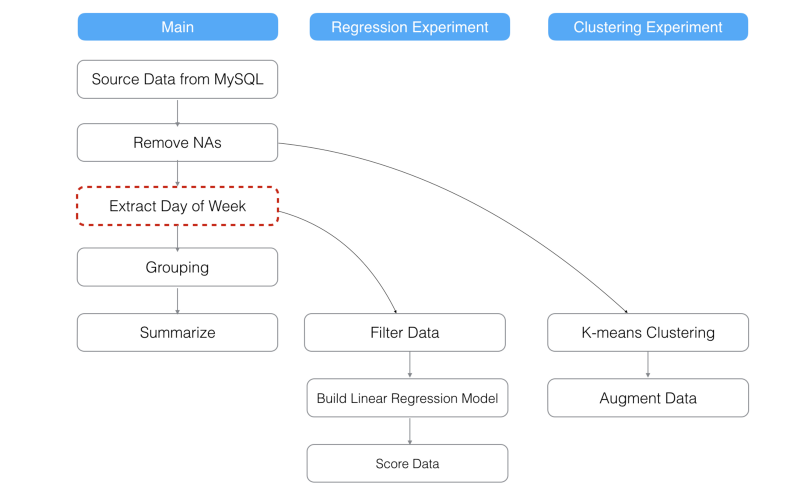 Main
Regression Experiment
Clustering Experiment
Source Data from MySQL
Remove NAs
Extract Day of Week
Grouping
Summarize
Filter Data
K-means Clustering
Build Linear Regression Model
Augment Data
Score Data